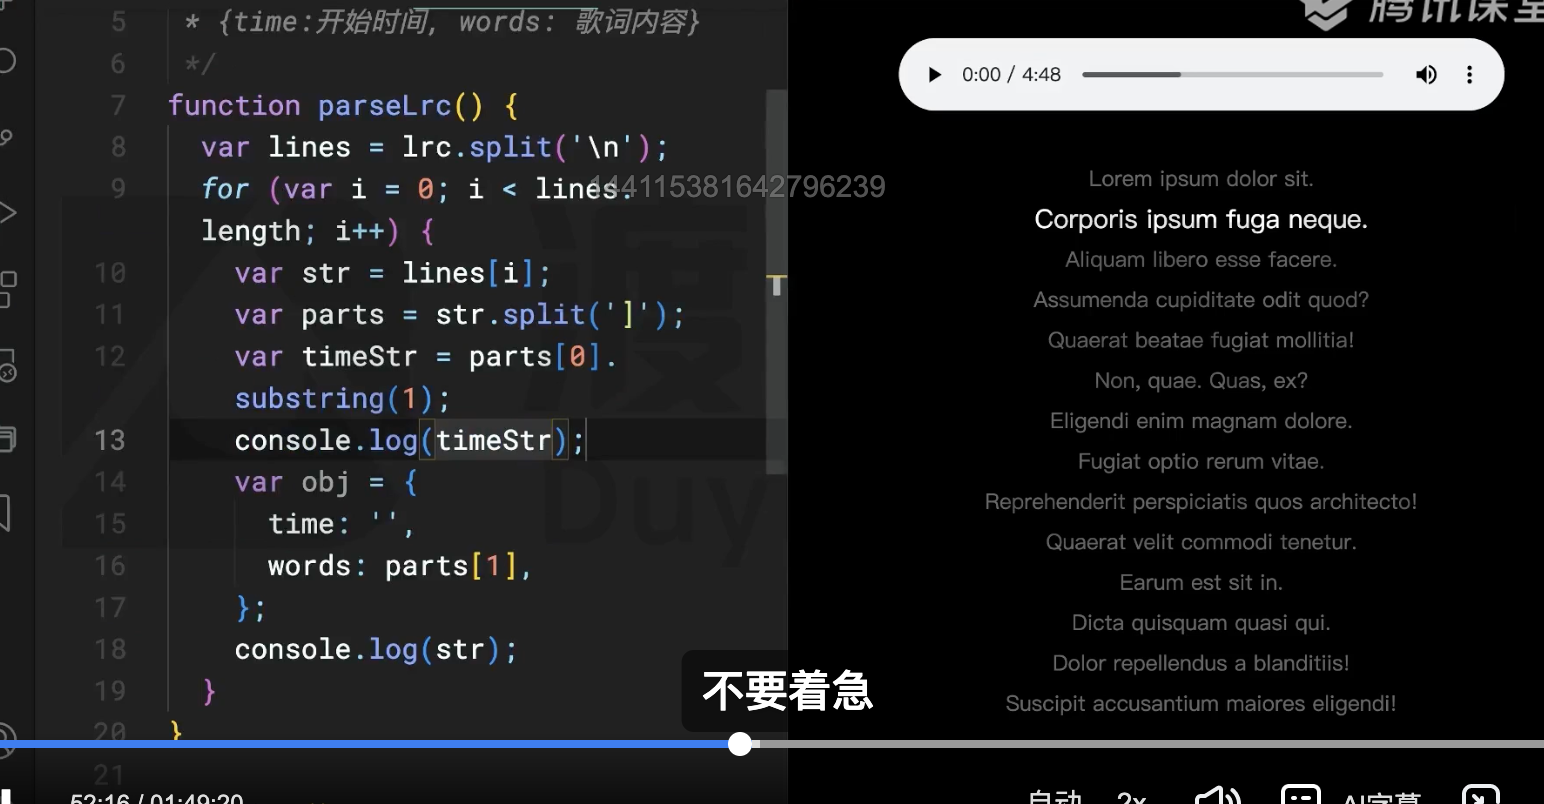 腾讯课堂
5 * {time:开始时间, words: 歌词内容}
6 */
7 function parseLrc() {
8 var lines = lrc.split('\n');
9 for (var i = 0; i < lines.
length; i++) {
10 var str = lines[i];
11 var parts = str.split(']');
12 var timeStr = parts[0].
substring(1);
13 console.log(timeStr);
14 var obj = {
15 time: '',
16 words: parts[1],
17 };
18 console.log(str);
19 }
20 }
21
144115381642796239
渡
Duy
0:00 / 4:48
Lorem ipsum dolor sit.
Corporis ipsum fuga neque.
Aliquam libero esse facere.
Assumenda cupiditate odit quod?
Quaerat beatae fugiat mollitia!
Non, quae. Quas, ex?
Eligendi enim magnam dolore.
Fugiat optio rerum vitae.
Reprehenderit perspiciatis quos architecto!
Quaerat velit commodi tenetur.
Earum est sit in.
Dicta quisquam quasi qui.
Dolor repellendus a blanditiis!
Suscipit accusantium maiores eligendi!
不要着急
52:16 / 01:49:20
自动 2x AI字幕